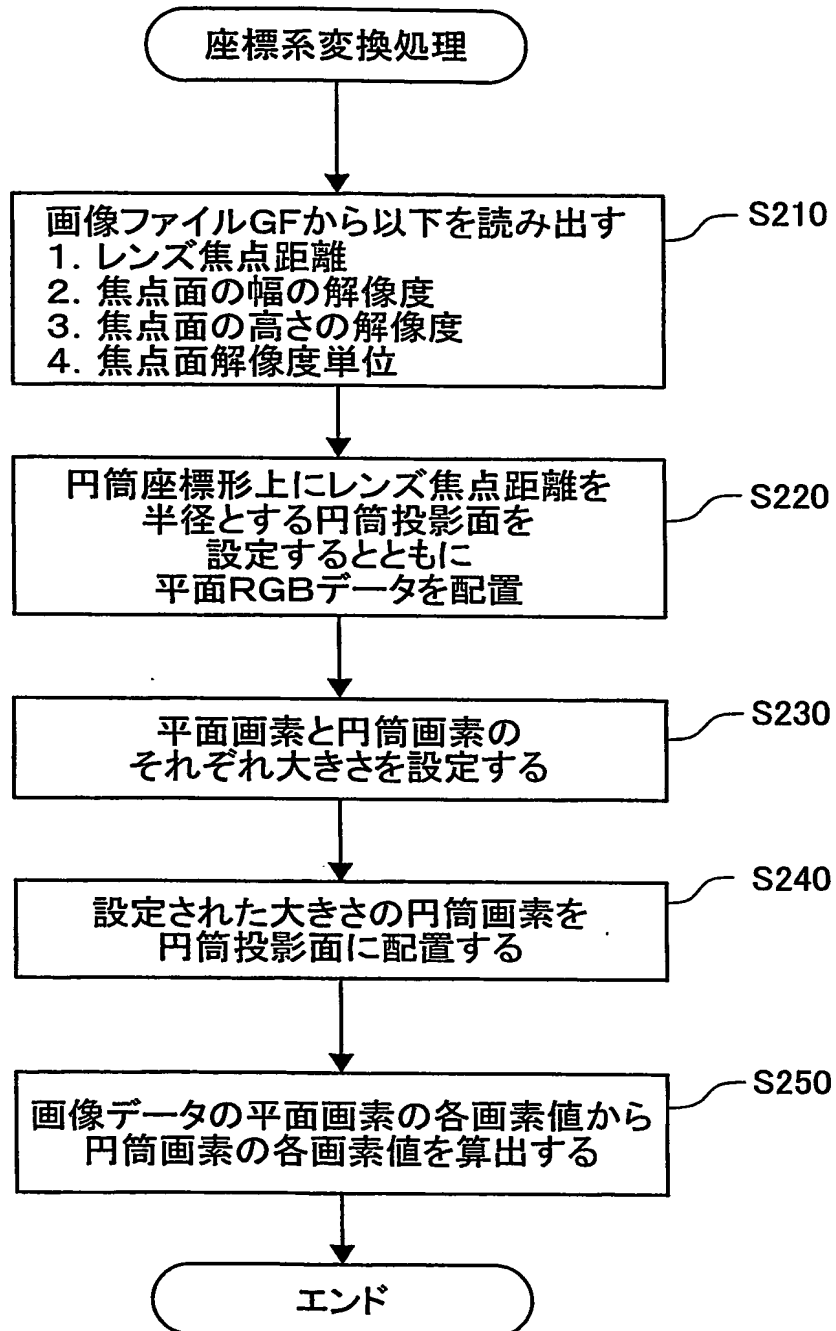 座標系変換処理
画像ファイルGFから以下を読み出す
1. レンズ焦点距離
2. 焦点面の幅の解像度
3. 焦点面の高さの解像度
4. 焦点面解像度単位
S210
円筒座標形上にレンズ焦点距離を
半径とする円筒投影面を
設定するとともに
平面RGBデータを配置
S220
平面画素と円筒画素の
それぞれ大きさを設定する
S230
設定された大きさの円筒画素を
円筒投影面に配置する
S240
画像データの平面画素の各画素値から
円筒画素の各画素値を算出する
S250
エンド